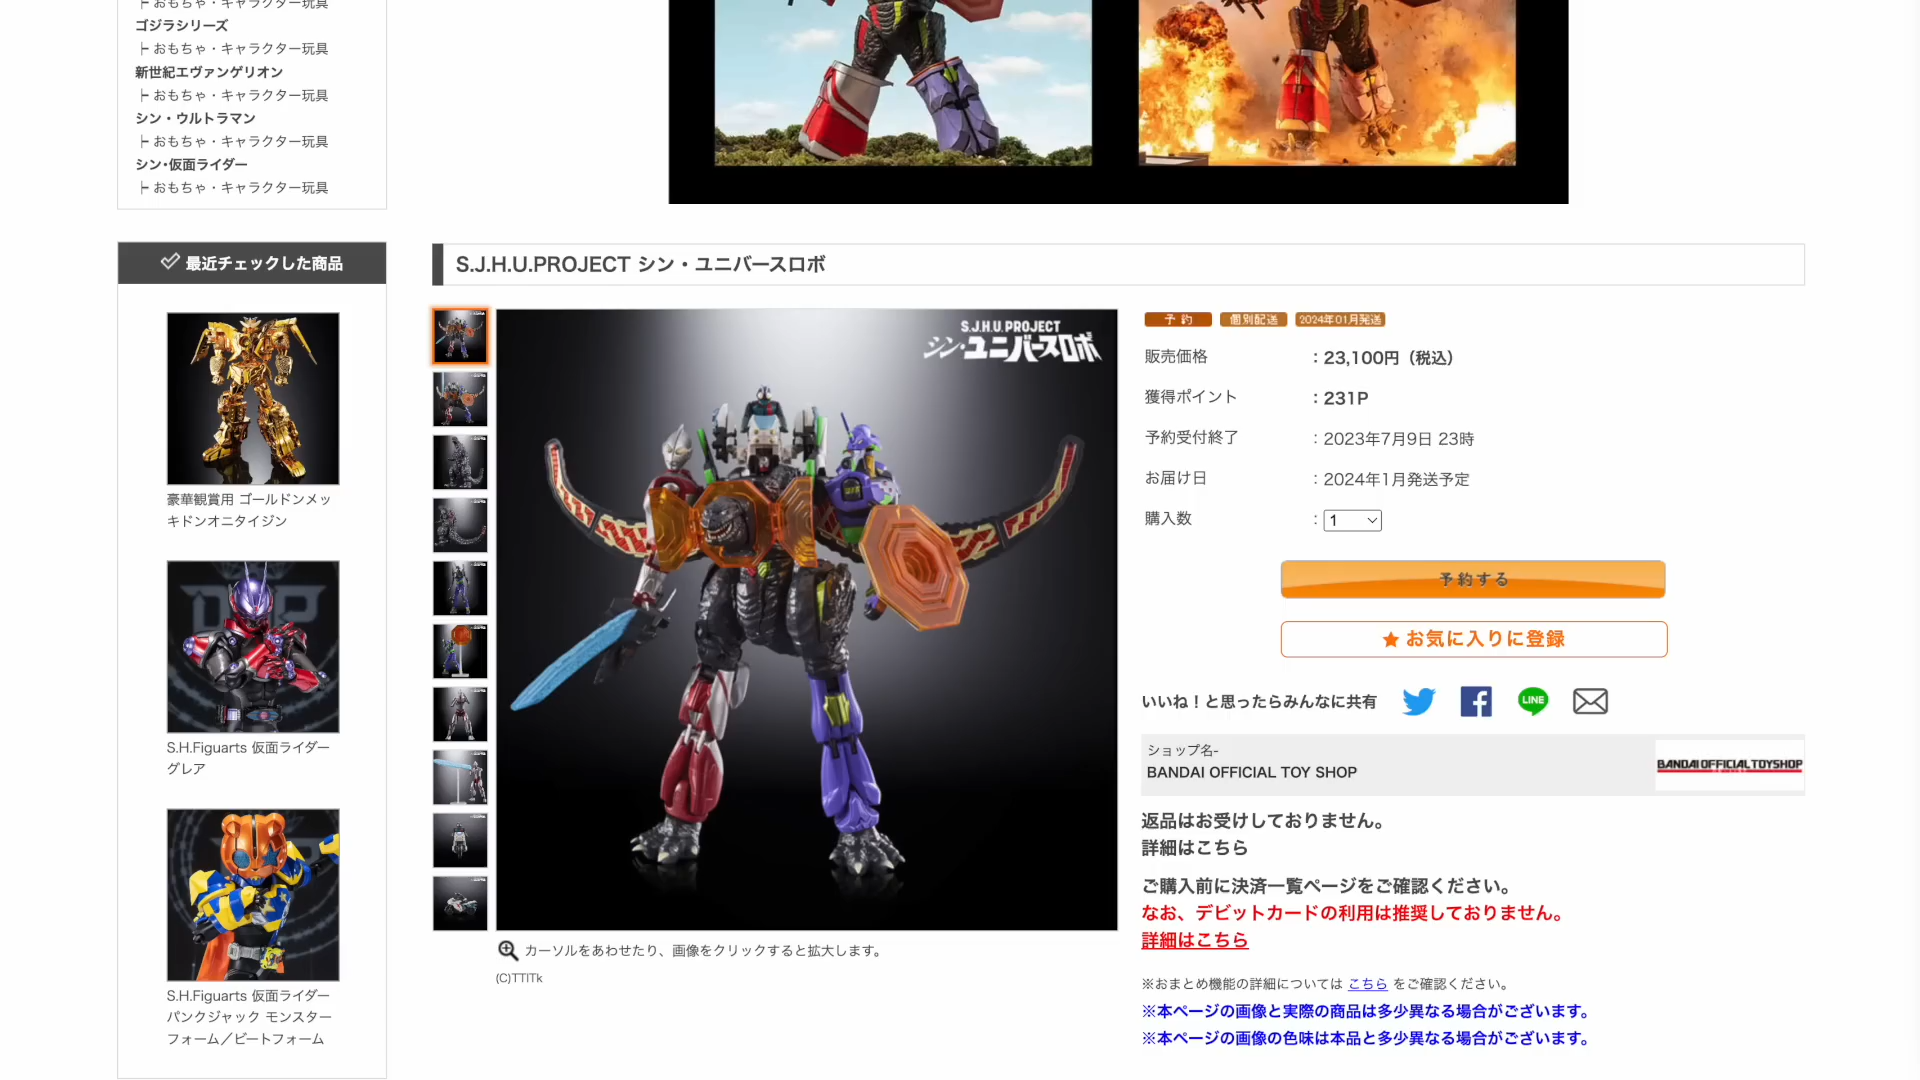 ┣ おもちゃ・キャラクター玩具
ゴジラシリーズ
┣ おもちゃ・キャラクター玩具
新世紀エヴァンゲリオン
┣ おもちゃ・キャラクター玩具
シン・ウルトラマン
┣ おもちゃ・キャラクター玩具
シン・仮面ライダー
┣ おもちゃ・キャラクター玩具
最近チェックした商品
豪華観賞用 ゴールドンメッ
キドンオニタイジン
S.H.Figuarts 仮面ライダー
グレア
S.H.Figuarts 仮面ライダー
パンクジャック モンスター
フォーム／ビートフォーム
S.J.H.U.PROJECT シン・ユニバースロボ
S.J.H.U.PROJECT
シン・ユニバースロボ
カーソルをあわせたり、画像をクリックすると拡大します。
(C)TTITk
予約 個別配送 2024年01月発送
販売価格 : 23,100円（税込）
獲得ポイント : 231P
予約受付終了 : 2023年7月9日 23時
お届け日 : 2024年1月発送予定
購入数 : 1
予約する
★ お気に入りに登録
いいね！と思ったらみんなに共有 LINE
ショップ名-
BANDAI OFFICIAL TOY SHOP
BANDAI OFFICIAL TOYSHOP
返品はお受けしておりません。
詳細はこちら
ご購入前に決済一覧ページをご確認ください。
なお、デビットカードの利用は推奨しておりません。
詳細はこちら
※おまとめ機能の詳細については こちら をご確認ください。
※本ページの画像と実際の商品は多少異なる場合がございます。
※本ページの画像の色味は本品と多少異なる場合がございます。